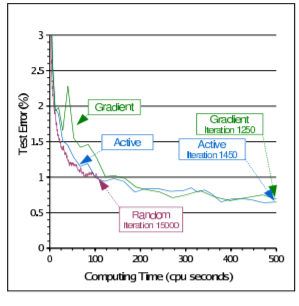 3
2.5
2
1.5
1
0.5
0
Test Error(%)
Gradient
Active
Gradient
Iteration 1250
Active
Iteration 1450
Random
Iteration 15000
0 100 200 300 400 500
Computing Time (cpu seconds)